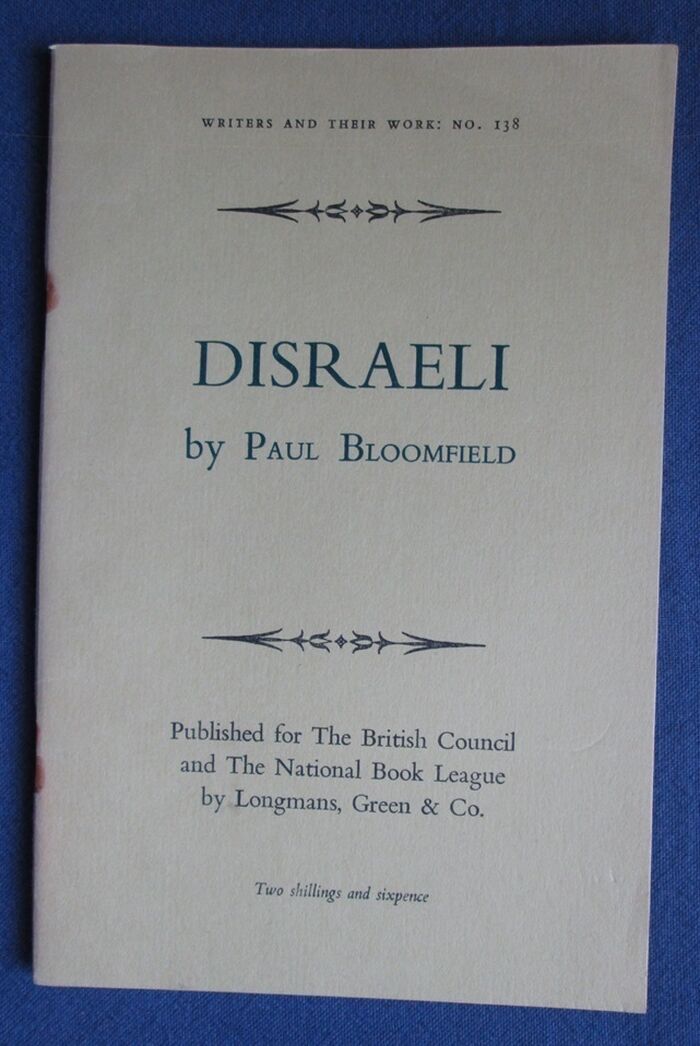 WRITERS AND THEIR WORK: NO. 138
DISRAELI
by PAUL BLOOMFIELD
Published for The British Council
and The National Book League
by Longmans, Green & Co.
Two shillings and sixpence